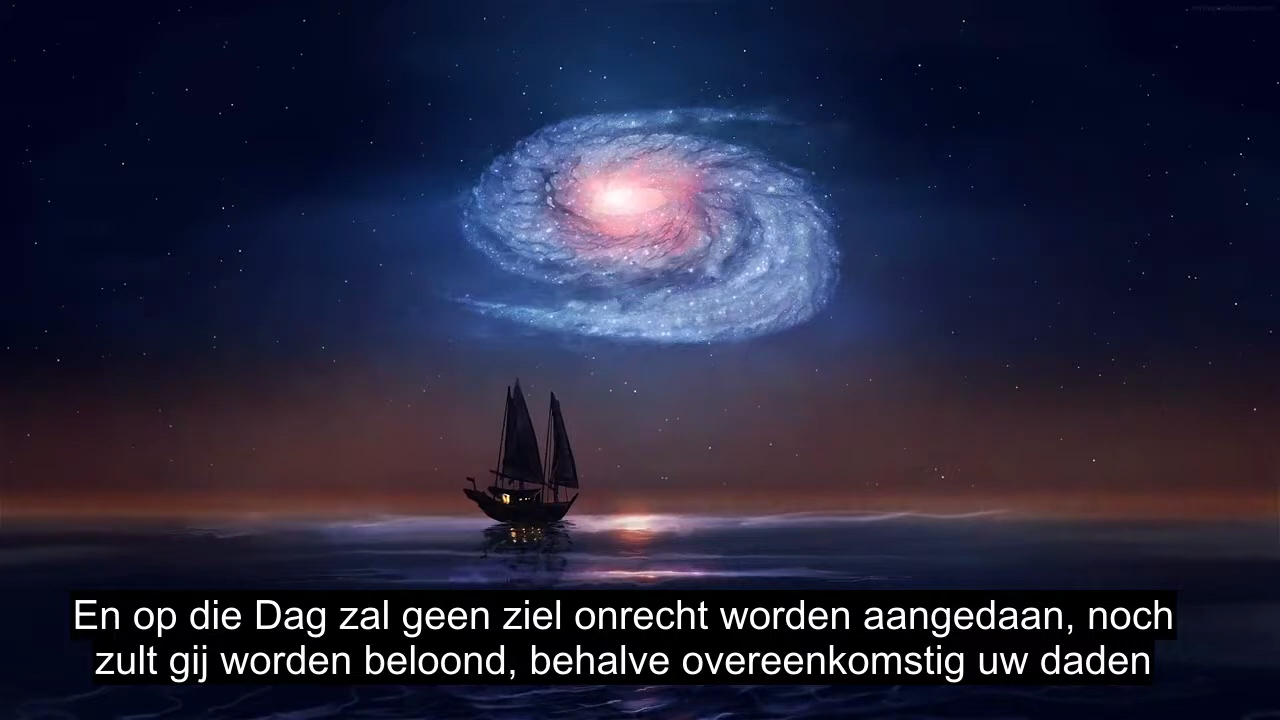 En op die Dag zal geen ziel onrecht worden aangedaan, noch
zult gij worden beloond, behalve overeenkomstig uw daden